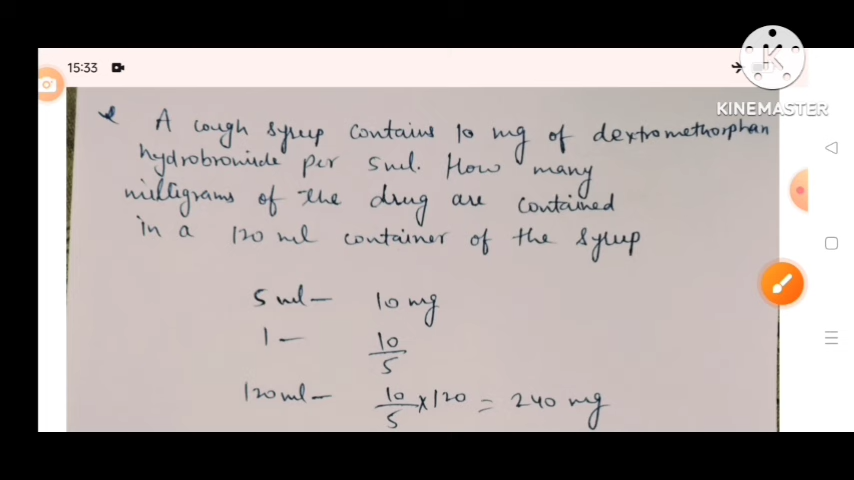 15:33
KINEMASTER
A cough syrup contains 10 mg of dextromethorphan
hydrobromide per 5 ml. How many
milligrams of the drug are contained
in a 120 ml container of the syrup
5 ml — 10 mg
1 — 10/5
120 ml — 10/5 x 120 = 240 mg